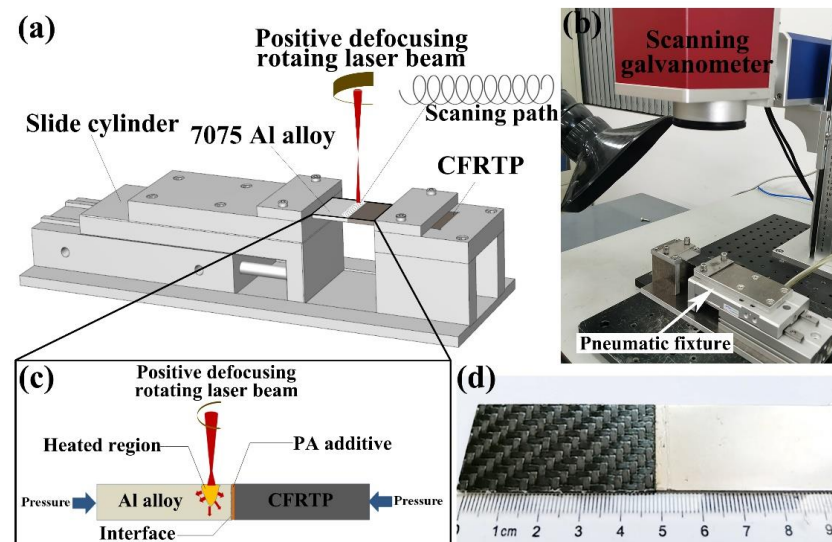 (a)
Positive defocusing
rotaing laser beam
Scaning path
Slide cylinder
7075 Al alloy
CFRTP
(b)
Scanning
galvanometer
Pneumatic fixture
(c)
Positive defocusing
rotating laser beam
Heated region
PA additive
Pressure
Al alloy
CFRTP
Pressure
Interface
(d)
1cm 2 3 4 5 6 7 8 9